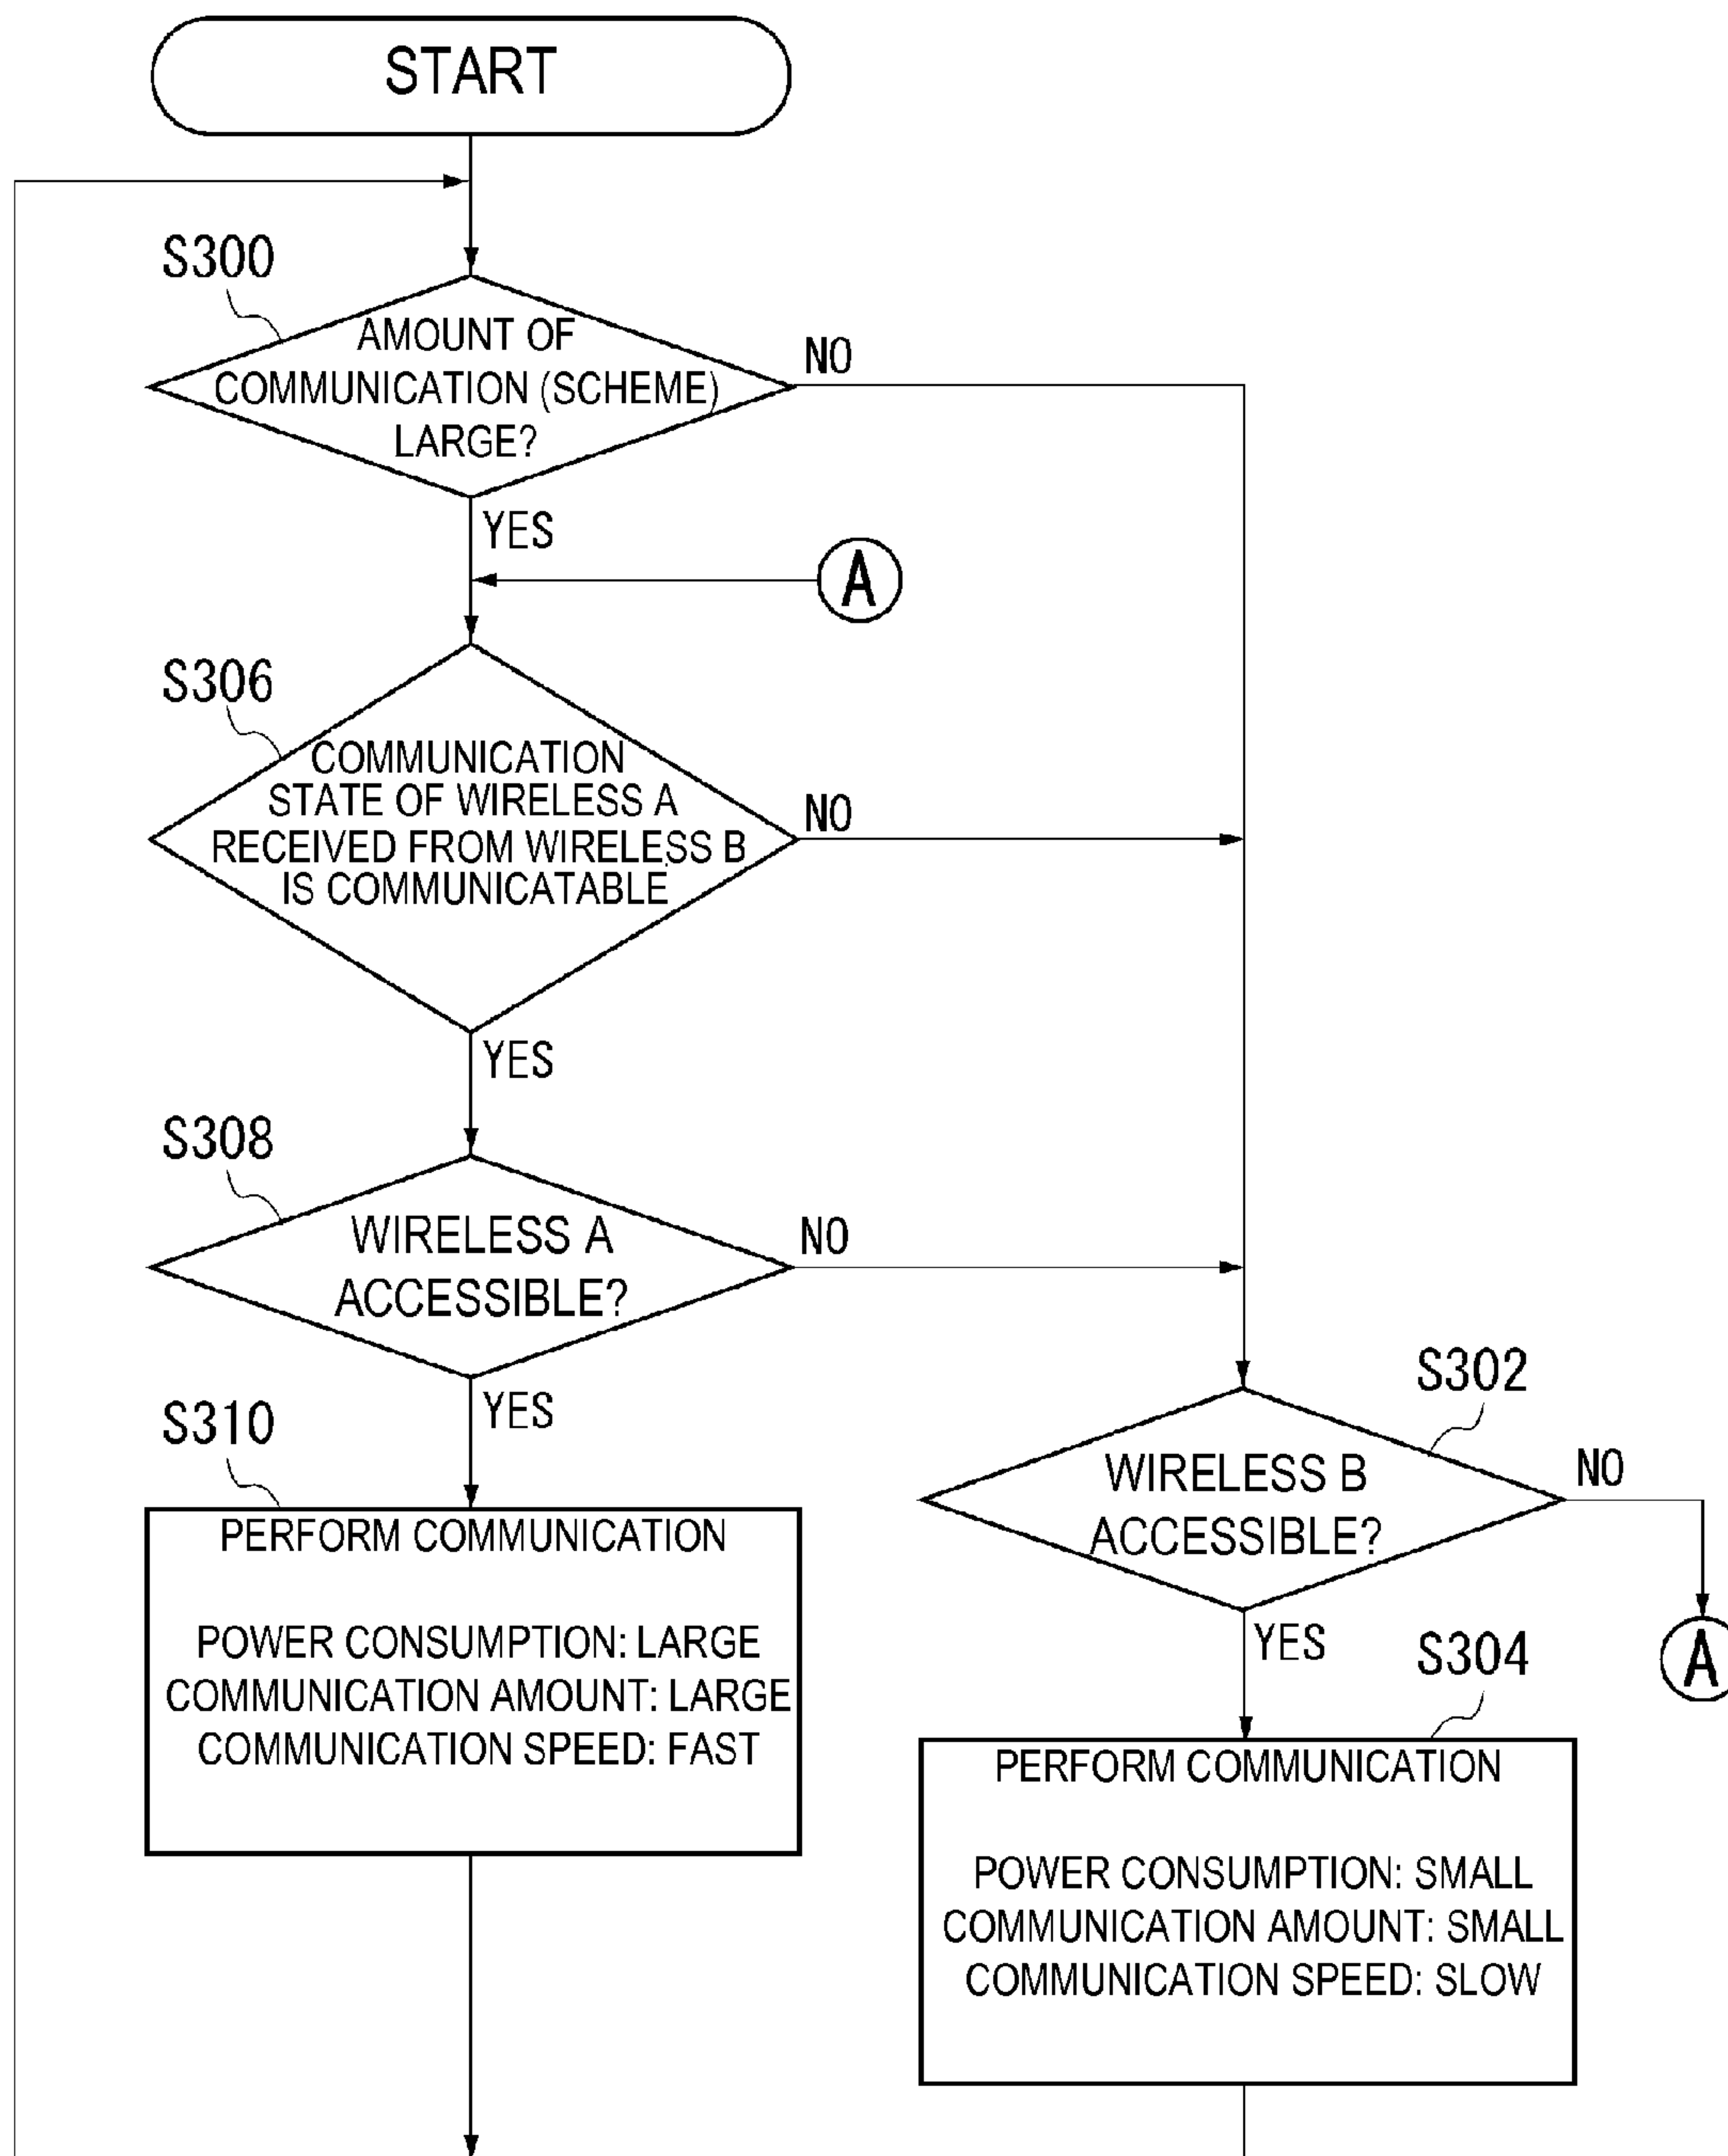 START
S300
AMOUNT OF
COMMUNICATION (SCHEME)
LARGE?
NO
YES
A
S306
COMMUNICATION
STATE OF WIRELESS A
RECEIVED FROM WIRELESS B
IS COMMUNICATABLE
NO
YES
S308
WIRELESS A
ACCESSIBLE?
NO
YES
S310
PERFORM COMMUNICATION
POWER CONSUMPTION: LARGE
COMMUNICATION AMOUNT: LARGE
COMMUNICATION SPEED: FAST
S302
WIRELESS B
ACCESSIBLE?
NO
A
YES
S304
PERFORM COMMUNICATION
POWER CONSUMPTION: SMALL
COMMUNICATION AMOUNT: SMALL
COMMUNICATION SPEED: SLOW